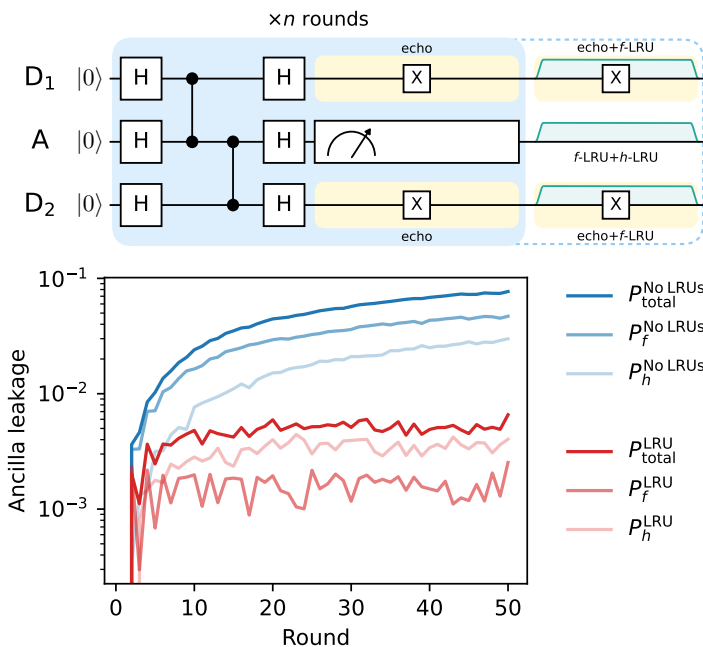 ×n rounds
echo
echo+f-LRU
D₁ |0⟩ H H X X
A |0⟩ H H
f-LRU+h-LRU
D₂ |0⟩ H H X X
echo
echo+f-LRU
10⁻¹
10⁻²
10⁻³
Ancilla leakage
0 10 20 30 40 50
Round
P_total^No LRUs
P_f^No LRUs
P_h^No LRUs
P_total^LRU
P_f^LRU
P_h^LRU